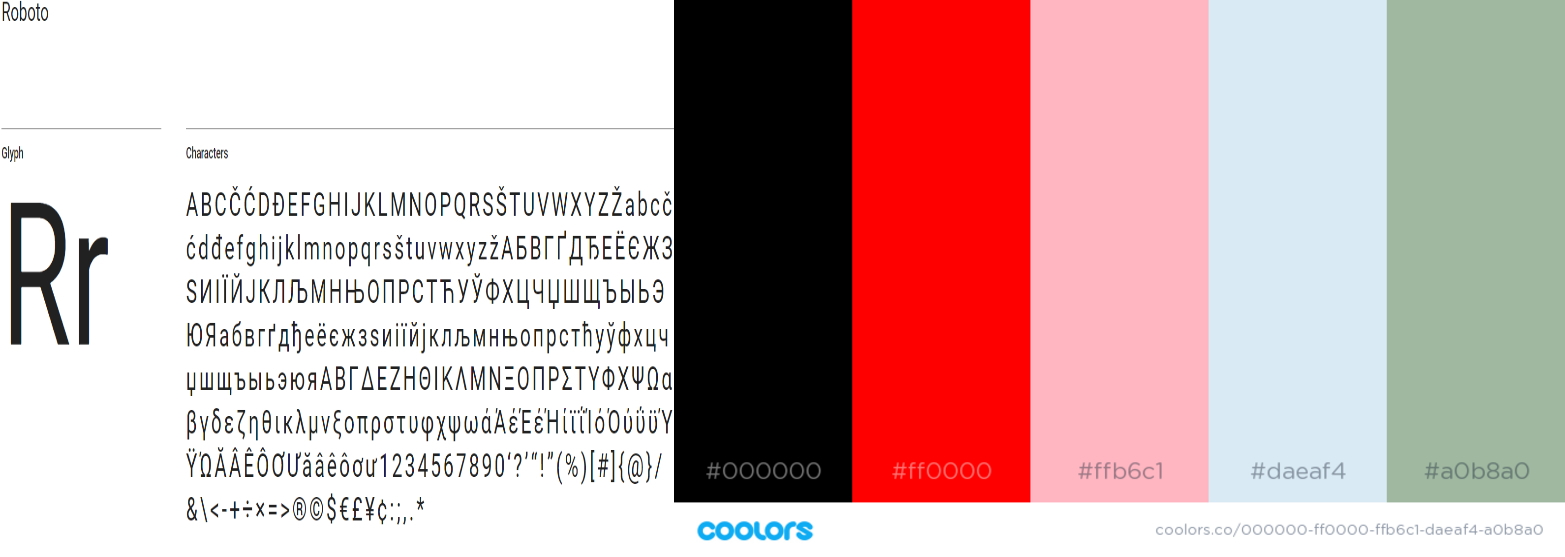 Roboto
Glyph
Characters
Rr
ABCČĆDĐEFGHIJKLMNOPQRSŠTUVWXYZŽabcč
ćdđefghijklmnopqrsštuvwxyzžАБВГҐДЂЕЁЄЖЗ
ЅИІЇЙЈКЛЉМНЊОПРСТЋУЎФХЦЧЏШЩЪЫЬЭ
ЮЯабвгґдђеёєжзѕиіїйјклљмнњопрстћуўфхцч
џшщъыьэюяΑΒΓΔΕΖΗΘΙΚΛΜΝΞΟΠΡΣΤΥΦΧΨΩα
βγδεζηθικλμνξοπρστυφχψωάΆέΈέΉίϊΐΊόΌύΰϋΎ
ΫΏĂÂÊÔƠƯăâêôơư1234567890‘?’“!”(%)[#]{@}/
&\<-+÷×=>®©$€£¥¢:;,.*
#000000
#ff0000
#ffb6c1
#daeaf4
#a0b8a0
coolors
coolors.co/000000-ff0000-ffb6c1-daeaf4-a0b8a0